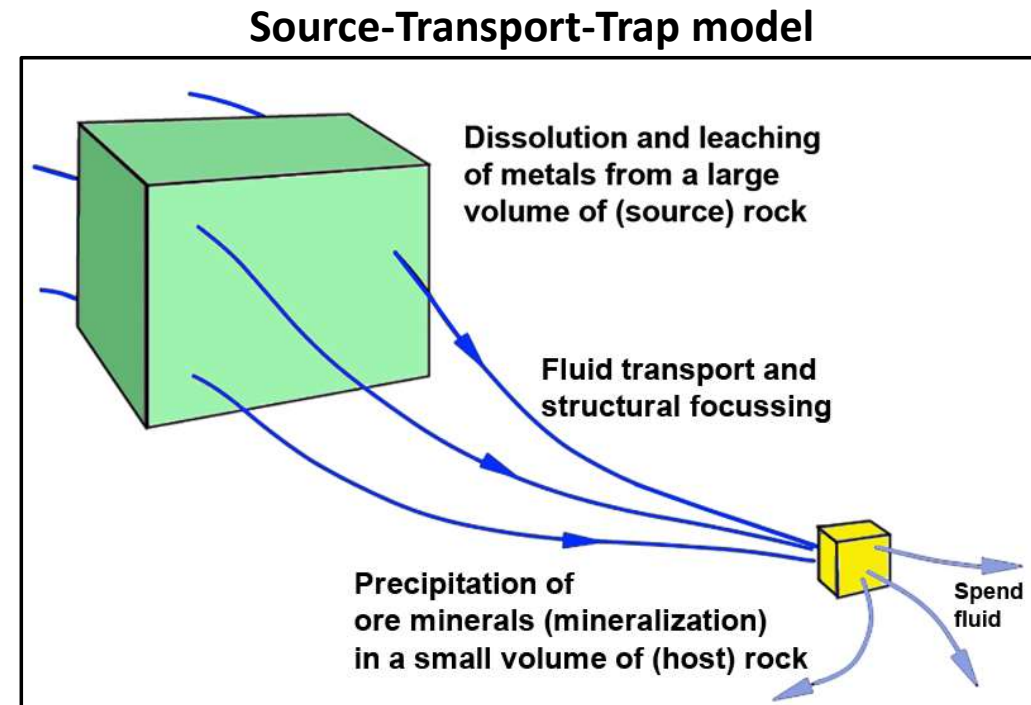 Source-Transport-Trap model
Dissolution and leaching
of metals from a large
volume of (source) rock
Fluid transport and
structural focussing
Precipitation of
ore minerals (mineralization)
in a small volume of (host) rock
Spend
fluid